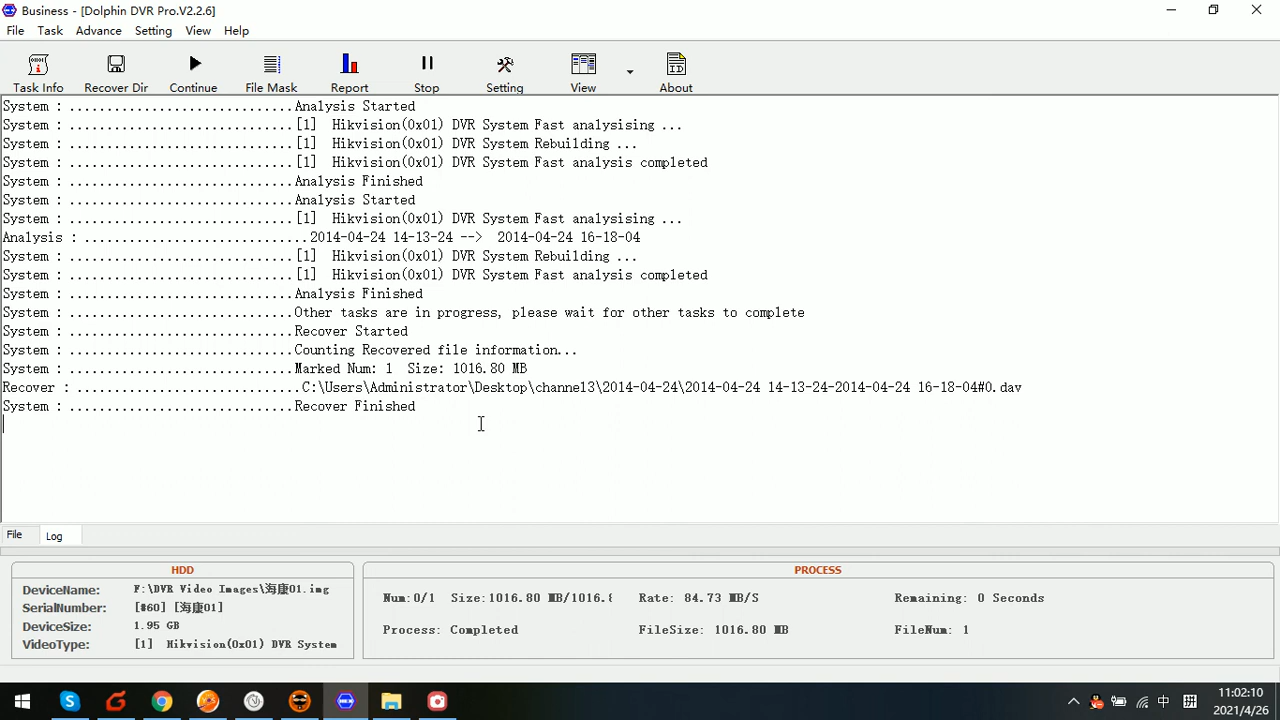 Business - [Dolphin DVR Pro.V2.2.6]
File Task Advance Setting View Help
Task Info Recover Dir Continue File Mask Report Stop Setting View About
System : ..............................Analysis Started
System : ..............................[1] Hikvision(0x01) DVR System Fast analysising ...
System : ..............................[1] Hikvision(0x01) DVR System Rebuilding ...
System : ..............................[1] Hikvision(0x01) DVR System Fast analysis completed
System : ..............................Analysis Finished
System : ..............................Analysis Started
System : ..............................[1] Hikvision(0x01) DVR System Fast analysising ...
Analysis : ..............................2014-04-24 14-13-24 --> 2014-04-24 16-18-04
System : ..............................[1] Hikvision(0x01) DVR System Rebuilding ...
System : ..............................[1] Hikvision(0x01) DVR System Fast analysis completed
System : ..............................Analysis Finished
System : ..............................Other tasks are in progress, please wait for other tasks to complete
System : ..............................Recover Started
System : ..............................Counting Recovered file information...
System : ..............................Marked Num: 1 Size: 1016.80 MB
Recover : ..............................C:\Users\Administrator\Desktop\channel3\2014-04-24\2014-04-24 14-13-24-2014-04-24 16-18-04#0.dav
System : ..............................Recover Finished
File Log
HDD
DeviceName: F:\DVR Video Images\海康01.img
SerialNumber: [#60] [海康01]
DeviceSize: 1.95 GB
VideoType: [1] Hikvision(0x01) DVR System
PROCESS
Num:0/1 Size:1016.80 MB/1016.8 Rate: 84.73 MB/S Remaining: 0 Seconds
Process: Completed FileSize: 1016.80 MB FileNum: 1
中 拼 11:02:10
2021/4/26